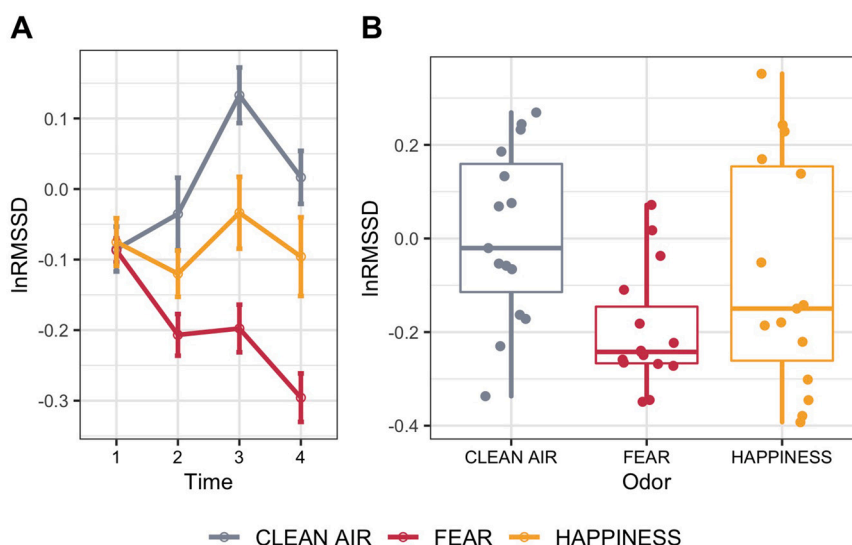 A
lnRMSSD
0.1
0.0
-0.1
-0.2
-0.3
1 2 3 4
Time
B
lnRMSSD
0.2
0.0
-0.2
-0.4
CLEAN AIR FEAR HAPPINESS
Odor
CLEAN AIR FEAR HAPPINESS